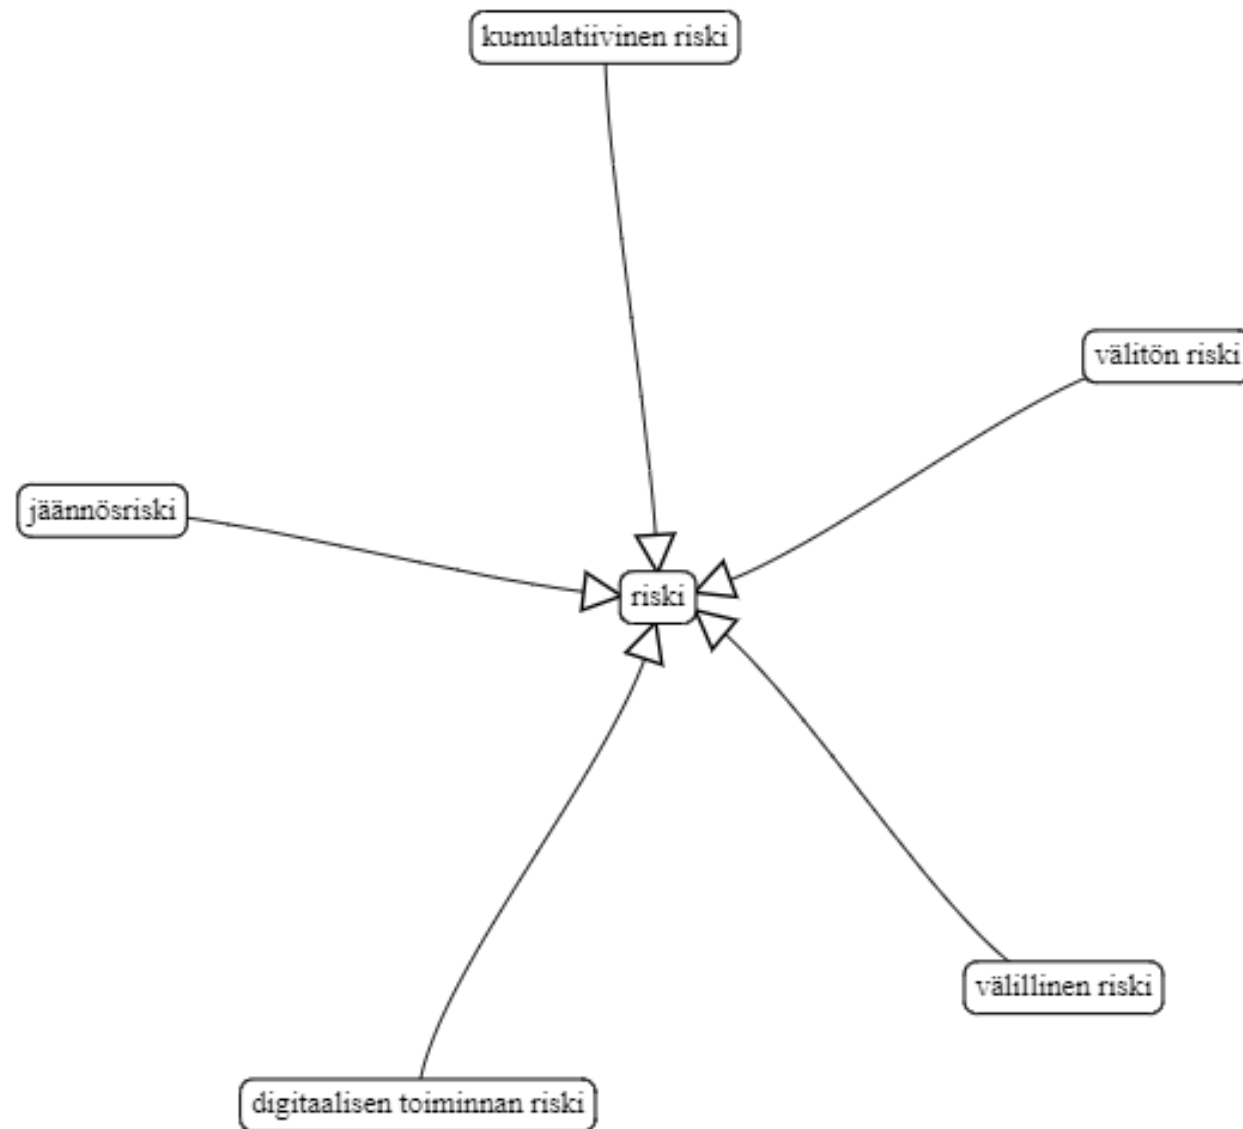 kumulatiivinen riski
välitön riski
jäännösriski
riski
välillinen riski
digitaalisen toiminnan riski